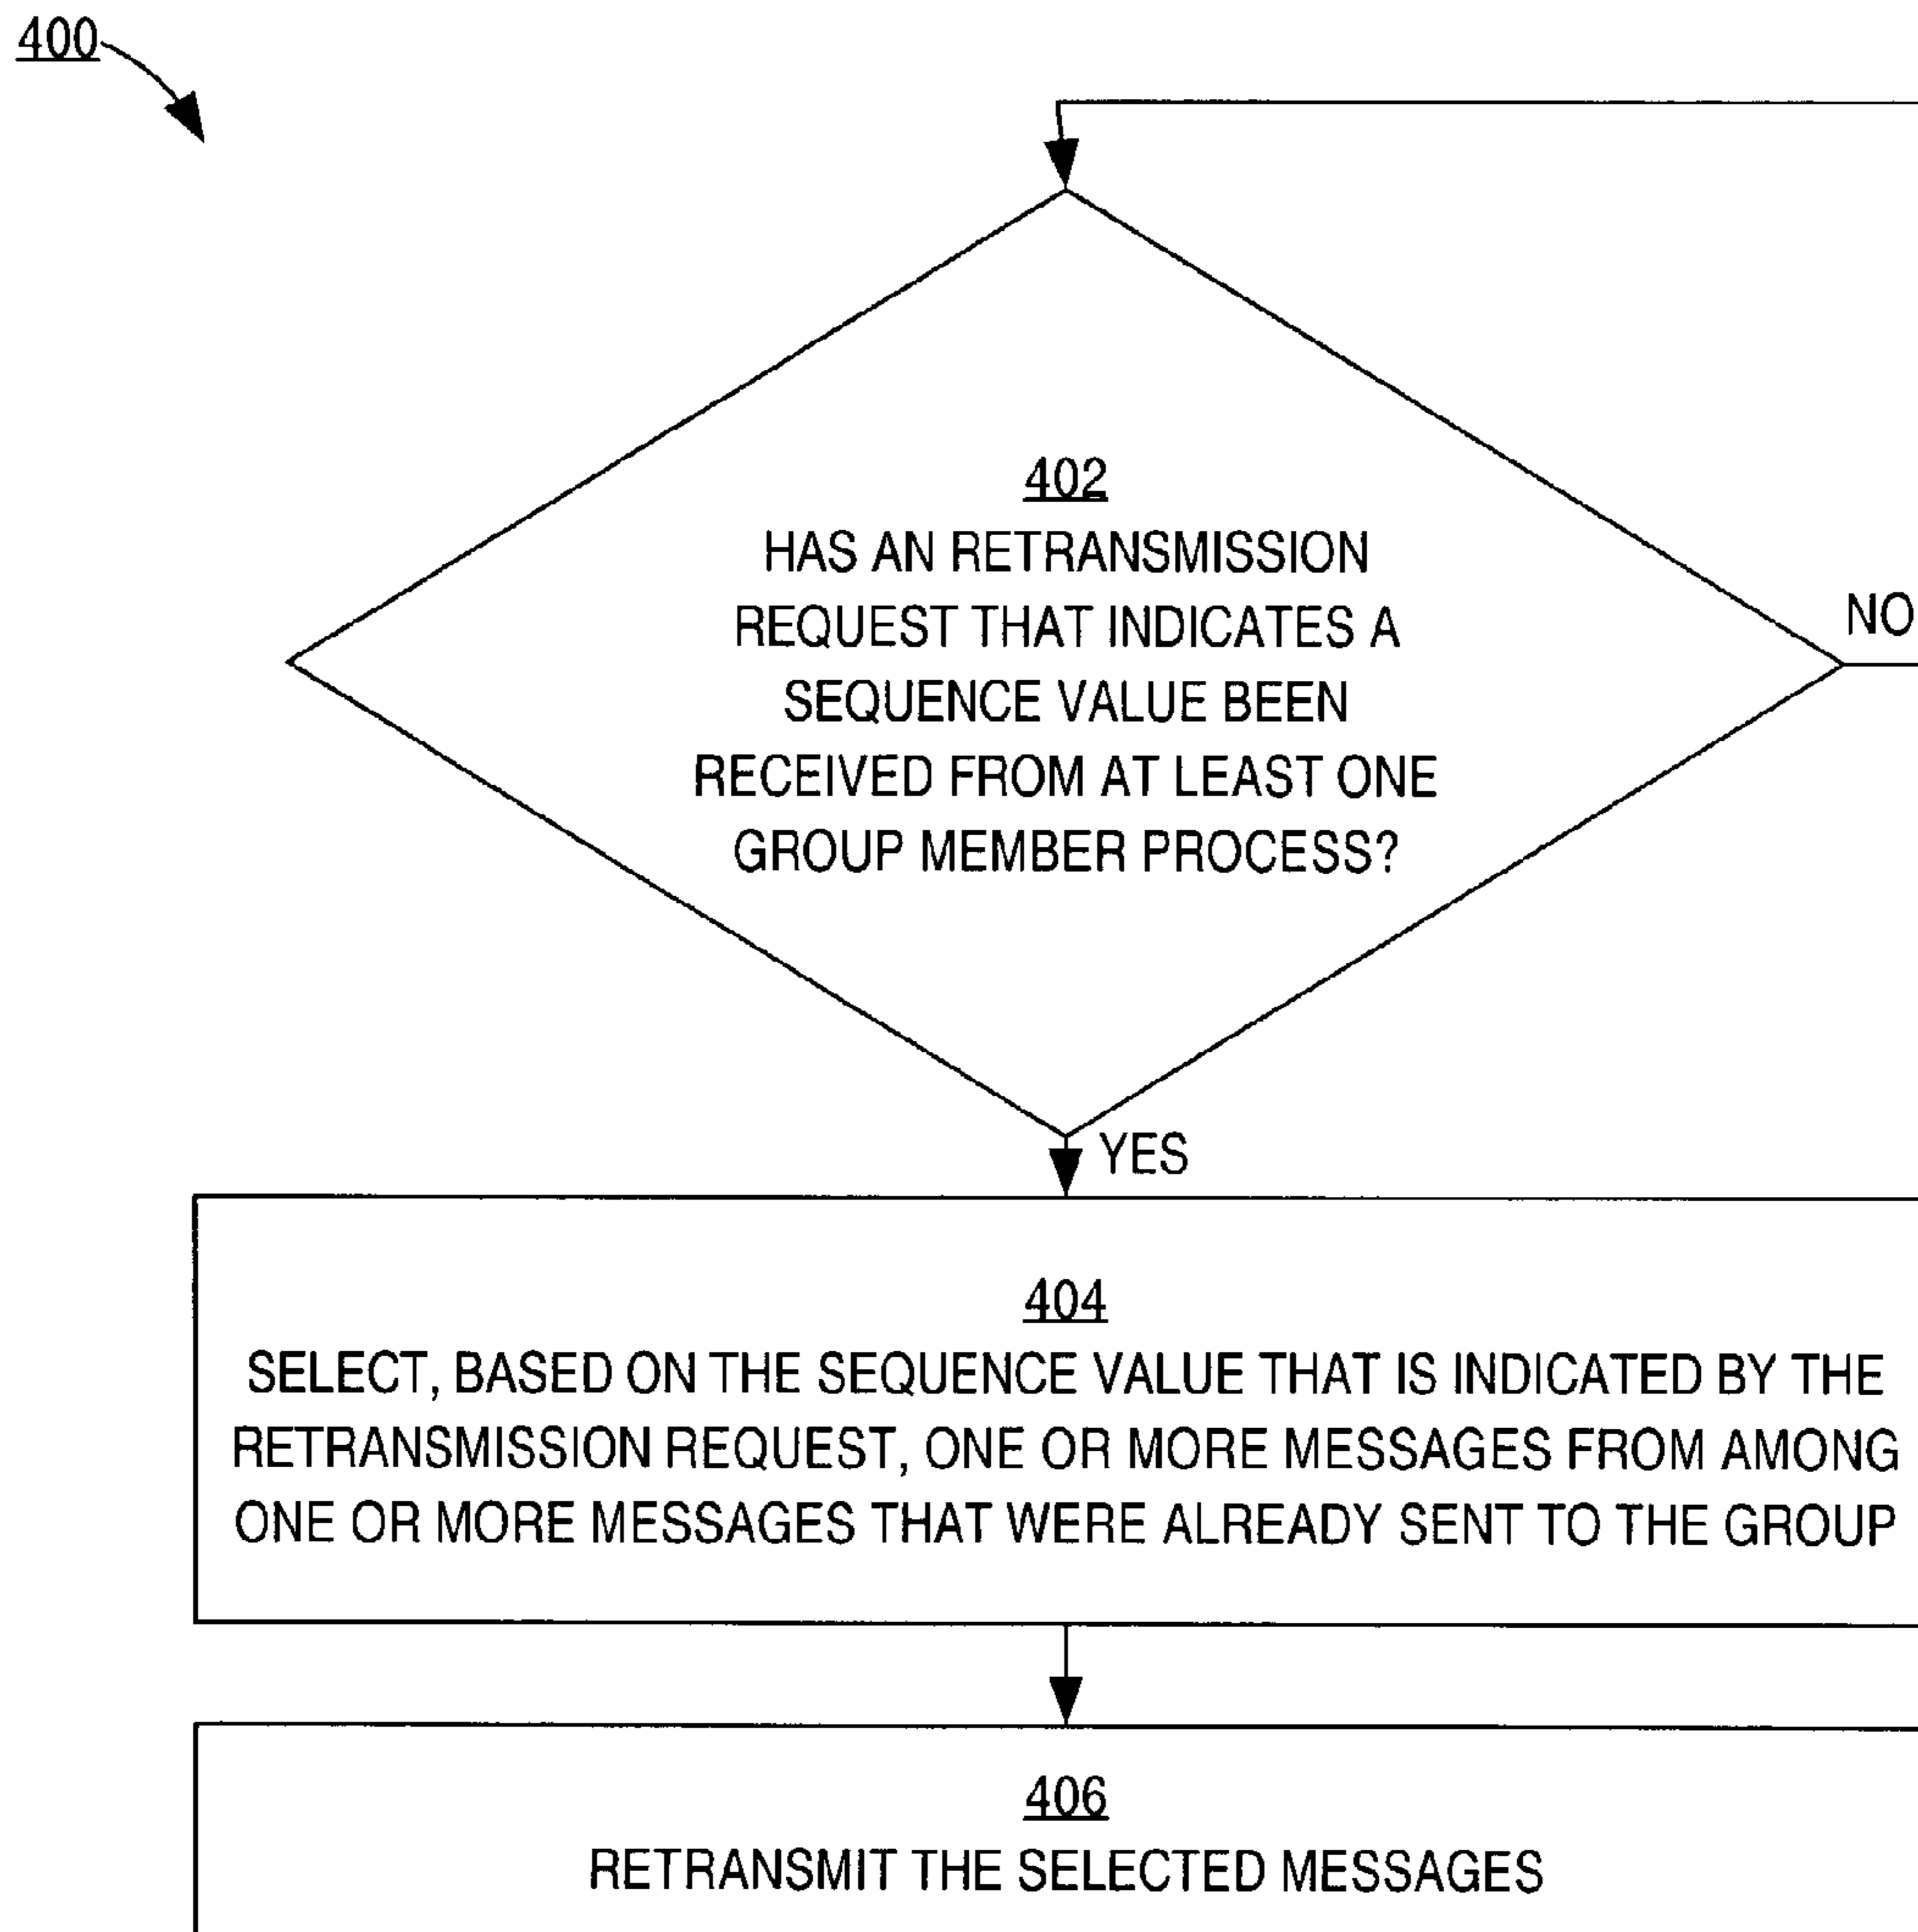 400
402
HAS AN RETRANSMISSION
REQUEST THAT INDICATES A
SEQUENCE VALUE BEEN
RECEIVED FROM AT LEAST ONE
GROUP MEMBER PROCESS?
NO
YES
404
SELECT, BASED ON THE SEQUENCE VALUE THAT IS INDICATED BY THE
RETRANSMISSION REQUEST, ONE OR MORE MESSAGES FROM AMONG
ONE OR MORE MESSAGES THAT WERE ALREADY SENT TO THE GROUP
406
RETRANSMIT THE SELECTED MESSAGES